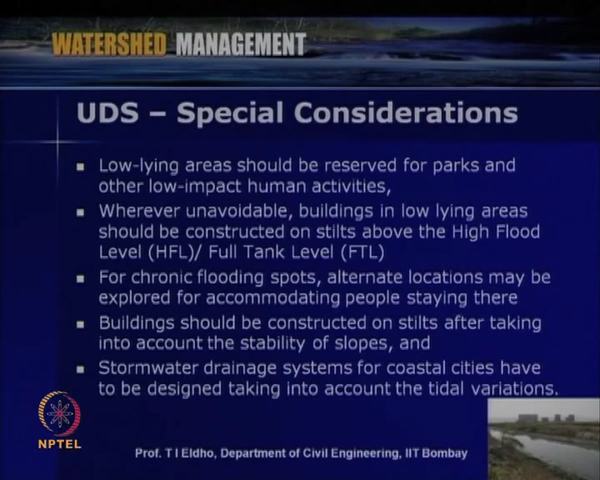 WATERSHED MANAGEMENT
UDS – Special Considerations
Low-lying areas should be reserved for parks and
other low-impact human activities,
Wherever unavoidable, buildings in low lying areas
should be constructed on stilts above the High Flood
Level (HFL)/ Full Tank Level (FTL)
For chronic flooding spots, alternate locations may be
explored for accommodating people staying there
Buildings should be constructed on stilts after taking
into account the stability of slopes, and
Stormwater drainage systems for coastal cities have
to be designed taking into account the tidal variations.
NPTEL
Prof. T I Eldho, Department of Civil Engineering, IIT Bombay